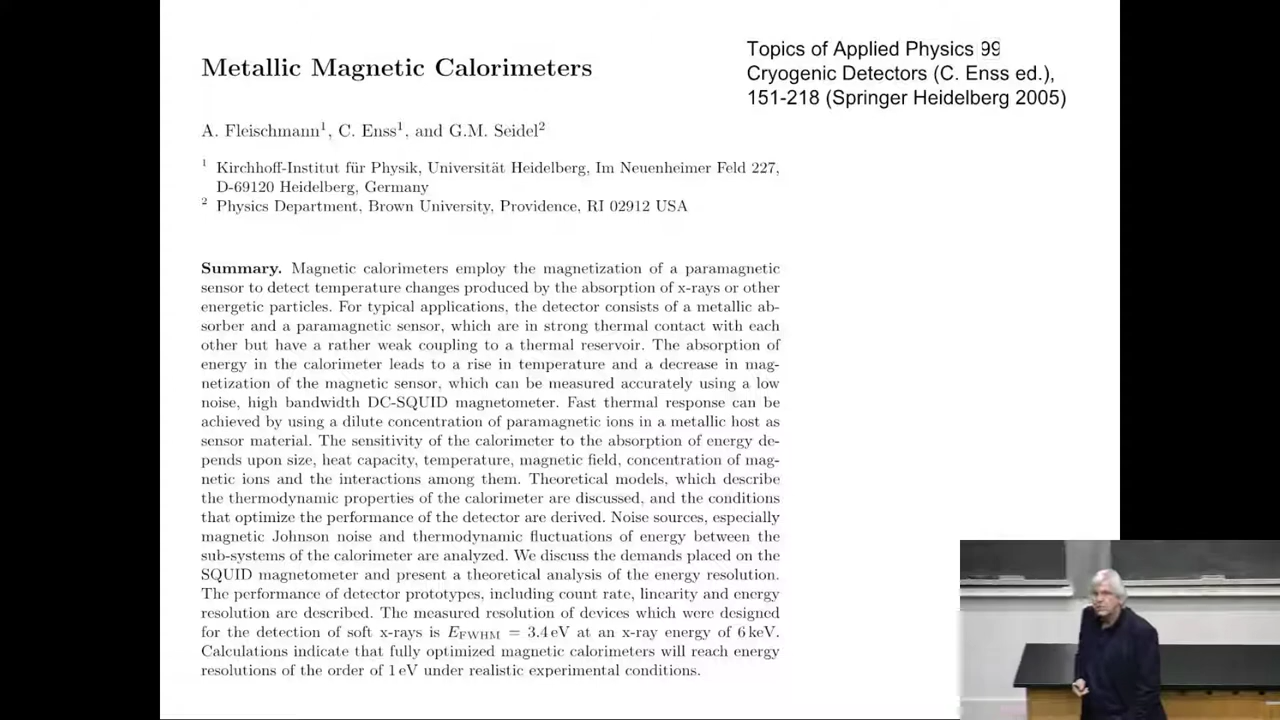 Metallic Magnetic Calorimeters
Topics of Applied Physics 99
Cryogenic Detectors (C. Enss ed.),
151-218 (Springer Heidelberg 2005)
A. Fleischmann¹, C. Enss¹, and G.M. Seidel²
¹ Kirchhoff-Institut für Physik, Universität Heidelberg, Im Neuenheimer Feld 227,
D-69120 Heidelberg, Germany
² Physics Department, Brown University, Providence, RI 02912 USA
Summary. Magnetic calorimeters employ the magnetization of a paramagnetic
sensor to detect temperature changes produced by the absorption of x-rays or other
energetic particles. For typical applications, the detector consists of a metallic ab-
sorber and a paramagnetic sensor, which are in strong thermal contact with each
other but have a rather weak coupling to a thermal reservoir. The absorption of
energy in the calorimeter leads to a rise in temperature and a decrease in mag-
netization of the magnetic sensor, which can be measured accurately using a low
noise, high bandwidth DC-SQUID magnetometer. Fast thermal response can be
achieved by using a dilute concentration of paramagnetic ions in a metallic host as
sensor material. The sensitivity of the calorimeter to the absorption of energy de-
pends upon size, heat capacity, temperature, magnetic field, concentration of mag-
netic ions and the interactions among them. Theoretical models, which describe
the thermodynamic properties of the calorimeter are discussed, and the conditions
that optimize the performance of the detector are derived. Noise sources, especially
magnetic Johnson noise and thermodynamic fluctuations of energy between the
sub-systems of the calorimeter are analyzed. We discuss the demands placed on the
SQUID magnetometer and present a theoretical analysis of the energy resolution.
The performance of detector prototypes, including count rate, linearity and energy
resolution are described. The measured resolution of devices which were designed
for the detection of soft x-rays is E_FWHM = 3.4 eV at an x-ray energy of 6 keV.
Calculations indicate that fully optimized magnetic calorimeters will reach energy
resolutions of the order of 1 eV under realistic experimental conditions.